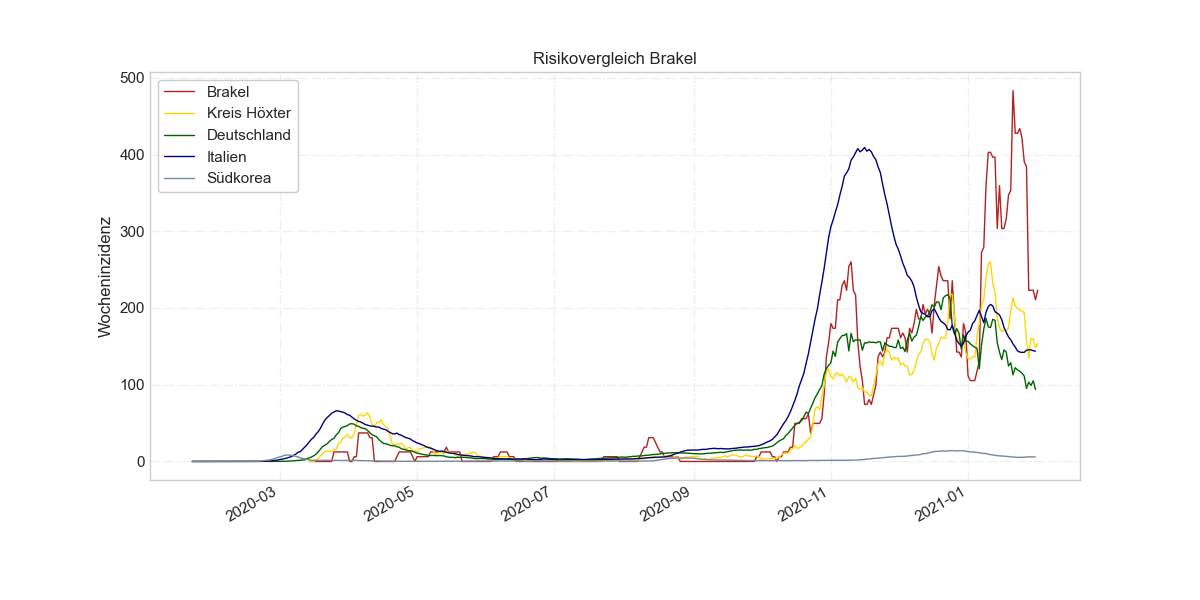 Risikovergleich Brakel
Wocheninzidenz
500
400
300
200
100
0
Brakel
Kreis Höxter
Deutschland
Italien
Südkorea
2020-03
2020-05
2020-07
2020-09
2020-11
2021-01